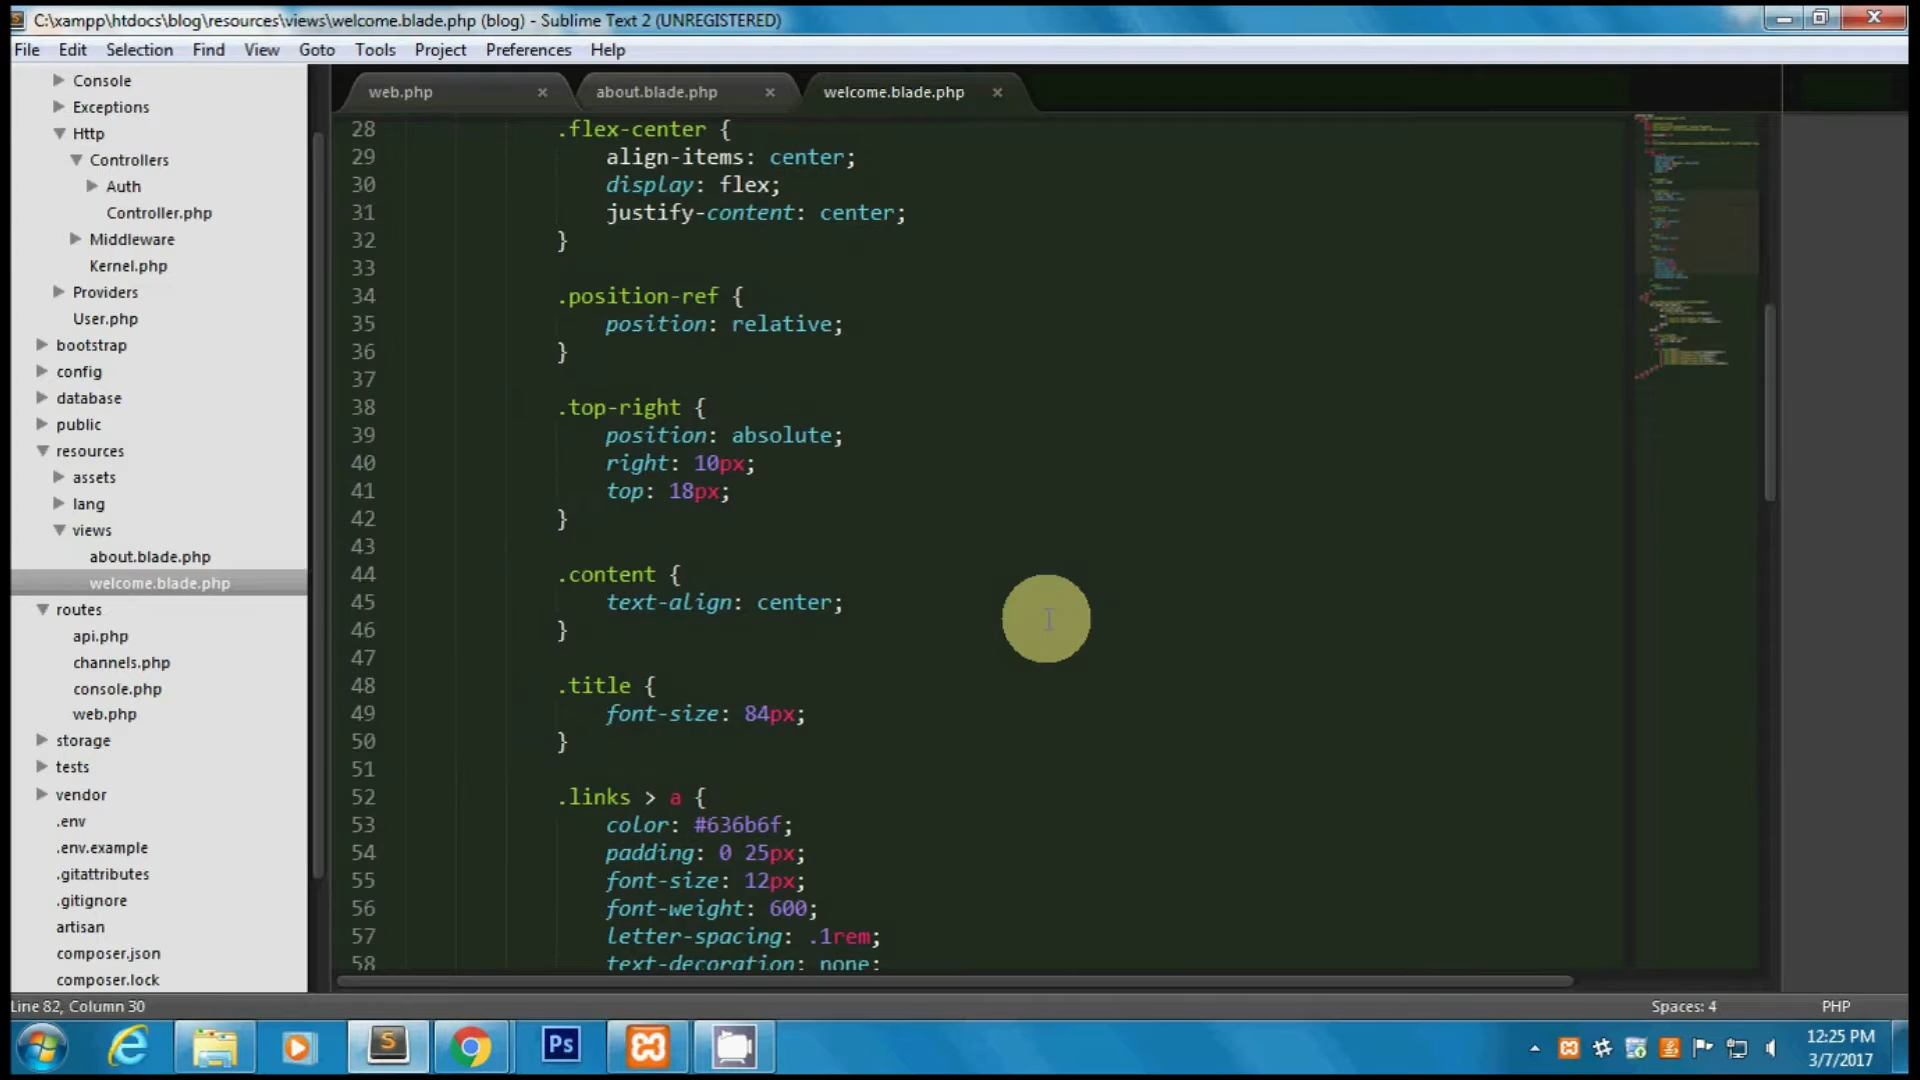 C:\xampp\htdocs\blog\resources\views\welcome.blade.php (blog) - Sublime Text 2 (UNREGISTERED)
File Edit Selection Find View Goto Tools Project Preferences Help
Console
Exceptions
Http
Controllers
Auth
Controller.php
Middleware
Kernel.php
Providers
User.php
bootstrap
config
database
public
resources
assets
lang
views
about.blade.php
welcome.blade.php
routes
api.php
channels.php
console.php
web.php
storage
tests
vendor
.env
.env.example
.gitattributes
.gitignore
artisan
composer.json
composer.lock
web.php × about.blade.php × welcome.blade.php ×
28 .flex-center {
29 align-items: center;
30 display: flex;
31 justify-content: center;
32 }
33
34 .position-ref {
35 position: relative;
36 }
37
38 .top-right {
39 position: absolute;
40 right: 10px;
41 top: 18px;
42 }
43
44 .content {
45 text-align: center;
46 }
47
48 .title {
49 font-size: 84px;
50 }
51
52 .links > a {
53 color: #636b6f;
54 padding: 0 25px;
55 font-size: 12px;
56 font-weight: 600;
57 letter-spacing: .1rem;
58 text-decoration: none;
Line 82, Column 30 Spaces: 4 PHP
Ps
12:25 PM
3/7/2017